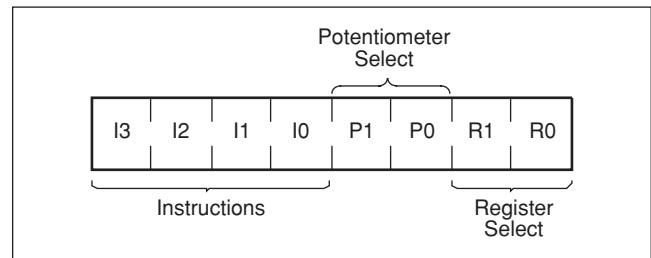 Potentiometer
Select
I3 I2 I1 I0 P1 P0 R1 R0
Instructions
Register
Select